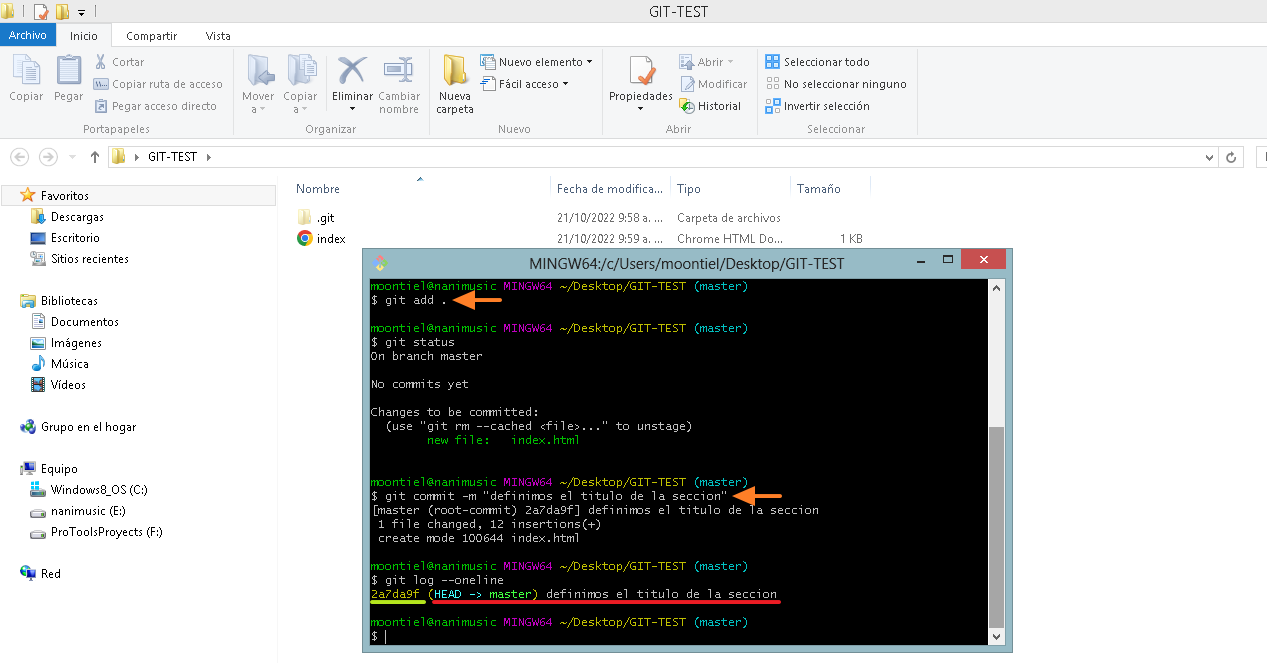 GIT-TEST
Archivo Inicio Compartir Vista
Copiar
Pegar
Cortar
Copiar ruta de acceso
Pegar acceso directo
Portapapeles
Mover a
Copiar a
Eliminar
Cambiar nombre
Organizar
Nueva carpeta
Nuevo elemento
Fácil acceso
Nuevo
Propiedades
Abrir
Modificar
Historial
Abrir
Seleccionar todo
No seleccionar ninguno
Invertir selección
Seleccionar
GIT-TEST
Favoritos
Descargas
Escritorio
Sitios recientes
Bibliotecas
Documentos
Imágenes
Música
Vídeos
Grupo en el hogar
Equipo
Windows8_OS (C:)
nanimusic (E:)
ProToolsProyects (F:)
Red
Nombre Fecha de modifica... Tipo Tamaño
.git 21/10/2022 9:58 a. ... Carpeta de archivos
index 21/10/2022 9:59 a. ... Chrome HTML Do... 1 KB
MINGW64:/c/Users/moontiel/Desktop/GIT-TEST
moontiel@nanimusic MINGW64 ~/Desktop/GIT-TEST (master)
$ git add .
moontiel@nanimusic MINGW64 ~/Desktop/GIT-TEST (master)
$ git status
On branch master
No commits yet
Changes to be committed:
(use "git rm --cached <file>..." to unstage)
new file: index.html
moontiel@nanimusic MINGW64 ~/Desktop/GIT-TEST (master)
$ git commit -m "definimos el titulo de la seccion"
[master (root-commit) 2a7da9f] definimos el titulo de la seccion
1 file changed, 12 insertions(+)
create mode 100644 index.html
moontiel@nanimusic MINGW64 ~/Desktop/GIT-TEST (master)
$ git log --oneline
2a7da9f (HEAD -> master) definimos el titulo de la seccion
moontiel@nanimusic MINGW64 ~/Desktop/GIT-TEST (master)
$